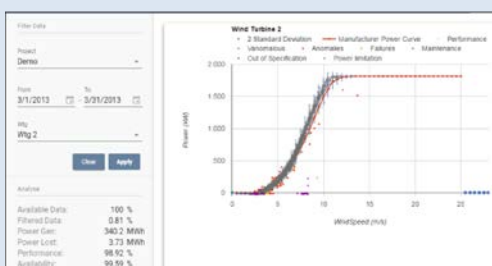 Filter Data
Project
Demo
From
To
3/1/2013 - 3/31/2013
Wtg
Wtg 2
Clear Apply
Analyse
Available Data: 100 %
Filtered Data: 0.81 %
Power Gen: 340.2 MWh
Power Lost: 3.73 MWh
Performance: 98.92 %
Availability: 99.59 %
Wind Turbine 2
2 Standard Deviation Manufacturer Power Curve Performance
Anomalies Failures Maintenance
Out of Specification Power limitation
Power (kW)
2 000
1 500
1 000
500
0
0 5 10 15 20 25
WindSpeed (m/s)